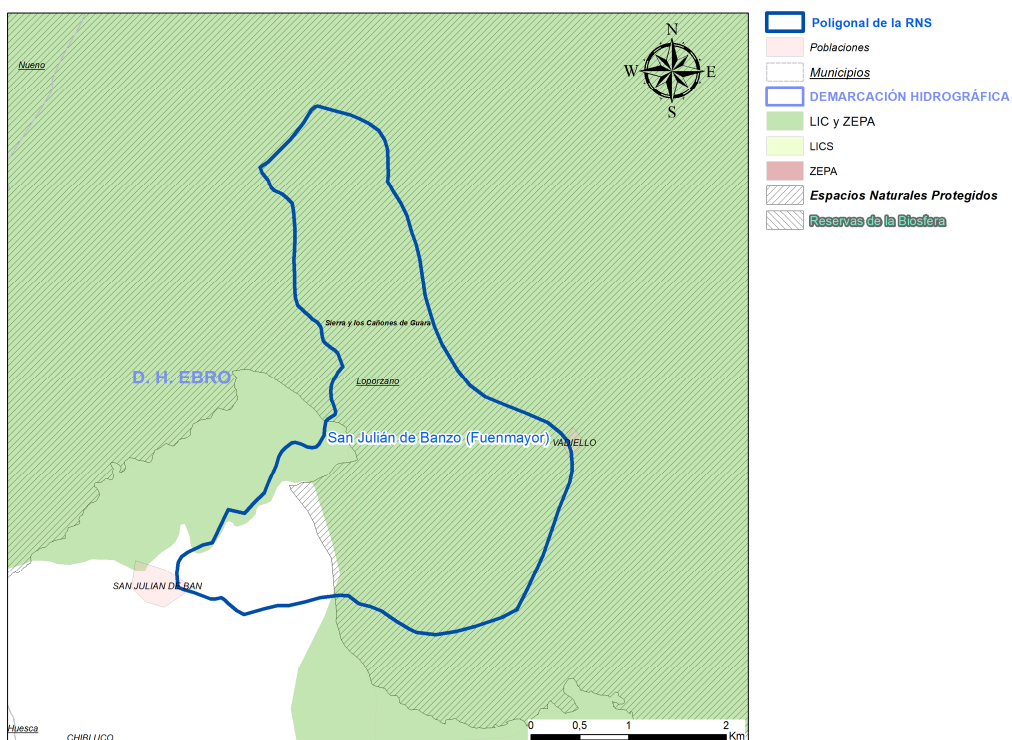 Nueno
N
W
E
S
Sierra y los Cañones de Guara
D. H. EBRO
Loporzano
San Julián de Banzo (Fuenmayor)
VADIELLO
SAN JULIAN DE BAN
Huesca
CHIBLUCO
0 0,5 1 2
Km
Poligonal de la RNS
Poblaciones
Municipios
DEMARCACIÓN HIDROGRÁFICA
LIC y ZEPA
LICS
ZEPA
Espacios Naturales Protegidos
Reservas de la Biosfera